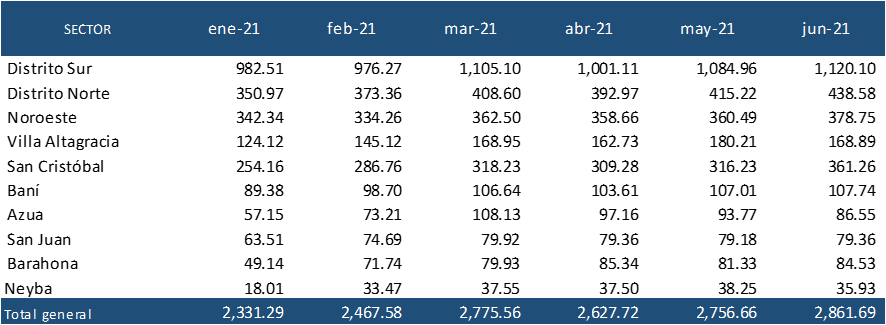 SECTOR ene-21 feb-21 mar-21 abr-21 may-21 jun-21
Distrito Sur 982.51 976.27 1,105.10 1,001.11 1,084.96 1,120.10
Distrito Norte 350.97 373.36 408.60 392.97 415.22 438.58
Noroeste 342.34 334.26 362.50 358.66 360.49 378.75
Villa Altagracia 124.12 145.12 168.95 162.73 180.21 168.89
San Cristóbal 254.16 286.76 318.23 309.28 316.23 361.26
Baní 89.38 98.70 106.64 103.61 107.01 107.74
Azua 57.15 73.21 108.13 97.16 93.77 86.55
San Juan 63.51 74.69 79.92 79.36 79.18 79.36
Barahona 49.14 71.74 79.93 85.34 81.33 84.53
Neyba 18.01 33.47 37.55 37.50 38.25 35.93
Total general 2,331.29 2,467.58 2,775.56 2,627.72 2,756.66 2,861.69